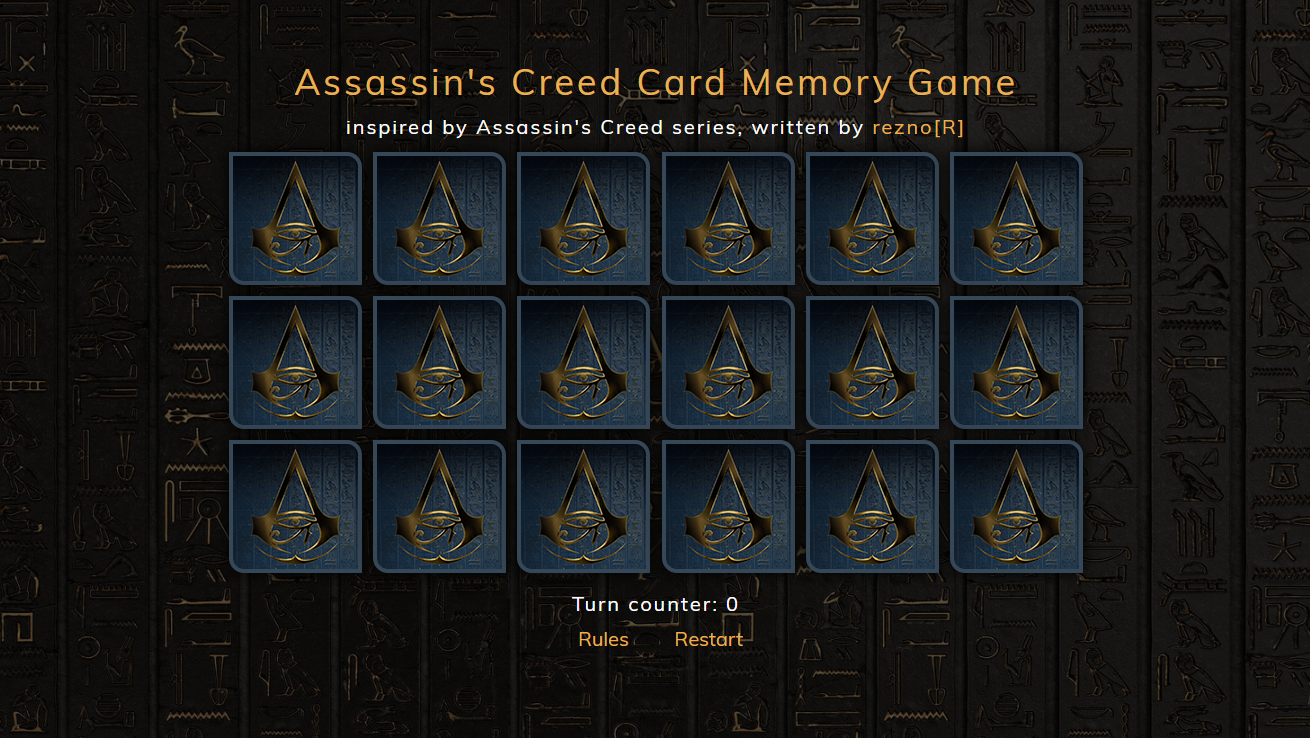 Assassin's Creed Card Memory Game
inspired by Assassin's Creed series, written by rezno[R]
Turn counter: 0
Rules Restart